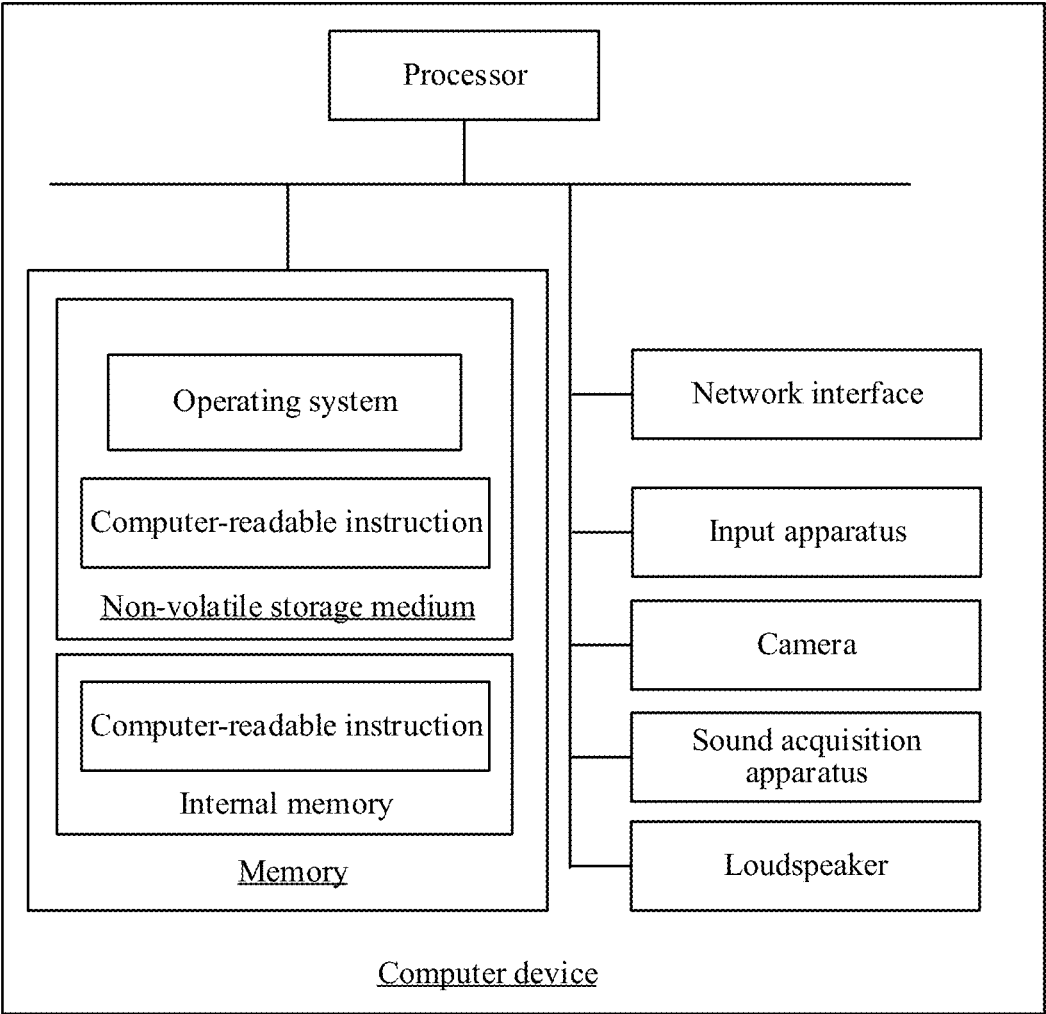 Processor
Operating system
Computer-readable instruction
Non-volatile storage medium
Computer-readable instruction
Internal memory
Memory
Network interface
Input apparatus
Camera
Sound acquisition
apparatus
Loudspeaker
Computer device